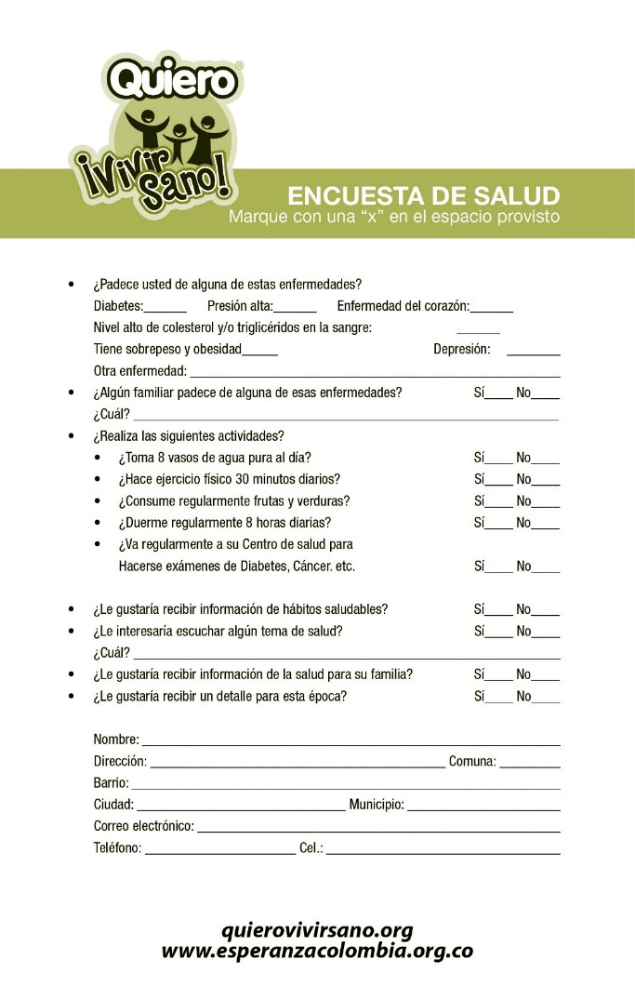 Quiero®
¡Vivir
Sano!
ENCUESTA DE SALUD
Marque con una “x” en el espacio provisto
• ¿Padece usted de alguna de estas enfermedades?
Diabetes:______ Presión alta:______ Enfermedad del corazón:______
Nivel alto de colesterol y/o triglicéridos en la sangre: ______
Tiene sobrepeso y obesidad_____ Depresión: _______
Otra enfermedad: ______________________________
• ¿Algún familiar padece de alguna de esas enfermedades? Sí____ No____
¿Cuál? ______________________________
• ¿Realiza las siguientes actividades?
• ¿Toma 8 vasos de agua pura al día? Sí____ No____
• ¿Hace ejercicio físico 30 minutos diarios? Sí____ No____
• ¿Consume regularmente frutas y verduras? Sí____ No____
• ¿Duerme regularmente 8 horas diarias? Sí____ No____
• ¿Va regularmente a su Centro de salud para
Hacerse exámenes de Diabetes, Cáncer. etc. Sí____ No____
• ¿Le gustaría recibir información de hábitos saludables? Sí____ No____
• ¿Le interesaría escuchar algún tema de salud? Sí____ No____
¿Cuál? ______________________________
• ¿Le gustaría recibir información de la salud para su familia? Sí____ No____
• ¿Le gustaría recibir un detalle para esta época? Sí____ No____
Nombre: ______________________________
Dirección: ______________________________ Comuna: ________
Barrio: ______________________________
Ciudad: ____________________ Municipio: ____________________
Correo electrónico: ______________________________
Teléfono: ____________________ Cel.: ______________________________
quierovivirsano.org
www.esperanzacolombia.org.co